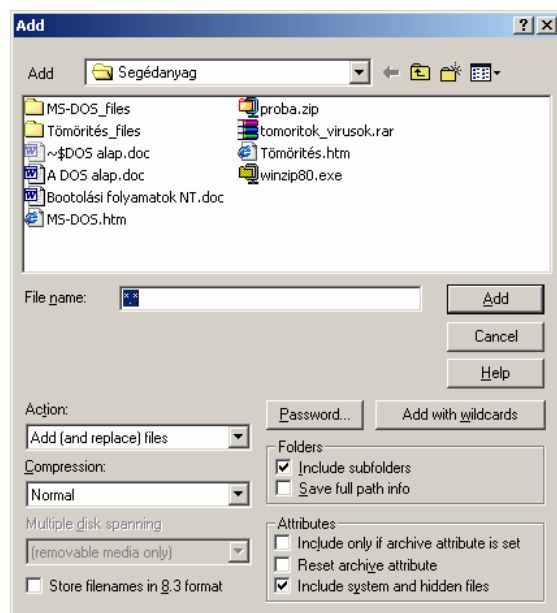 Add
Add Segédanyag
MS-DOS_files
Tömörités_files
~$DOS alap.doc
A DOS alap.doc
Bootolási folyamatok NT.doc
MS-DOS.htm
proba.zip
tomoritok_virusok.rar
Tömörités.htm
winzip80.exe
File name: *.*
Add
Cancel
Help
Action:
Add (and replace) files
Compression:
Normal
Multiple disk spanning
(removable media only)
Store filenames in 8.3 format
Password...
Add with wildcards
Folders
Include subfolders
Save full path info
Attributes
Include only if archive attribute is set
Reset archive attribute
Include system and hidden files